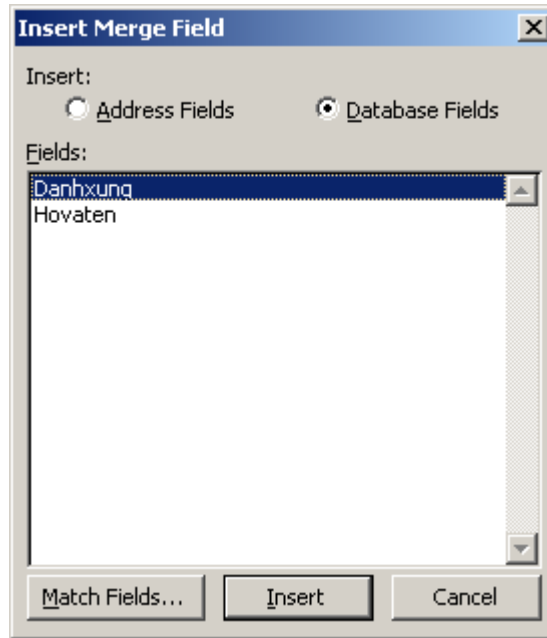 Insert Merge Field
Insert:
Address Fields Database Fields
Fields:
Danhxung
Hovaten
Match Fields... Insert Cancel